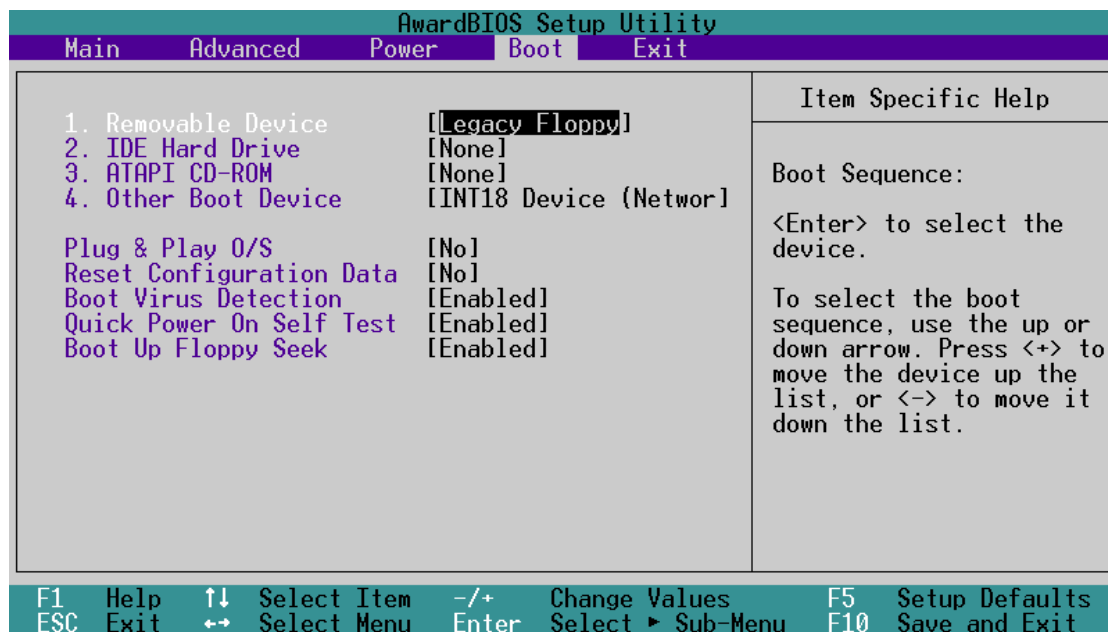 AwardBIOS Setup Utility
Main Advanced Power Boot Exit
1. Removable Device [Legacy Floppy]
2. IDE Hard Drive [None]
3. ATAPI CD-ROM [None]
4. Other Boot Device [INT18 Device (Networ]
Plug & Play O/S [No]
Reset Configuration Data [No]
Boot Virus Detection [Enabled]
Quick Power On Self Test [Enabled]
Boot Up Floppy Seek [Enabled]
Item Specific Help
Boot Sequence:
<Enter> to select the
device.
To select the boot
sequence, use the up or
down arrow. Press <+> to
move the device up the
list, or <-> to move it
down the list.
F1 Help ↑↓ Select Item -/+ Change Values F5 Setup Defaults
ESC Exit ←→ Select Menu Enter Select ► Sub-Menu F10 Save and Exit